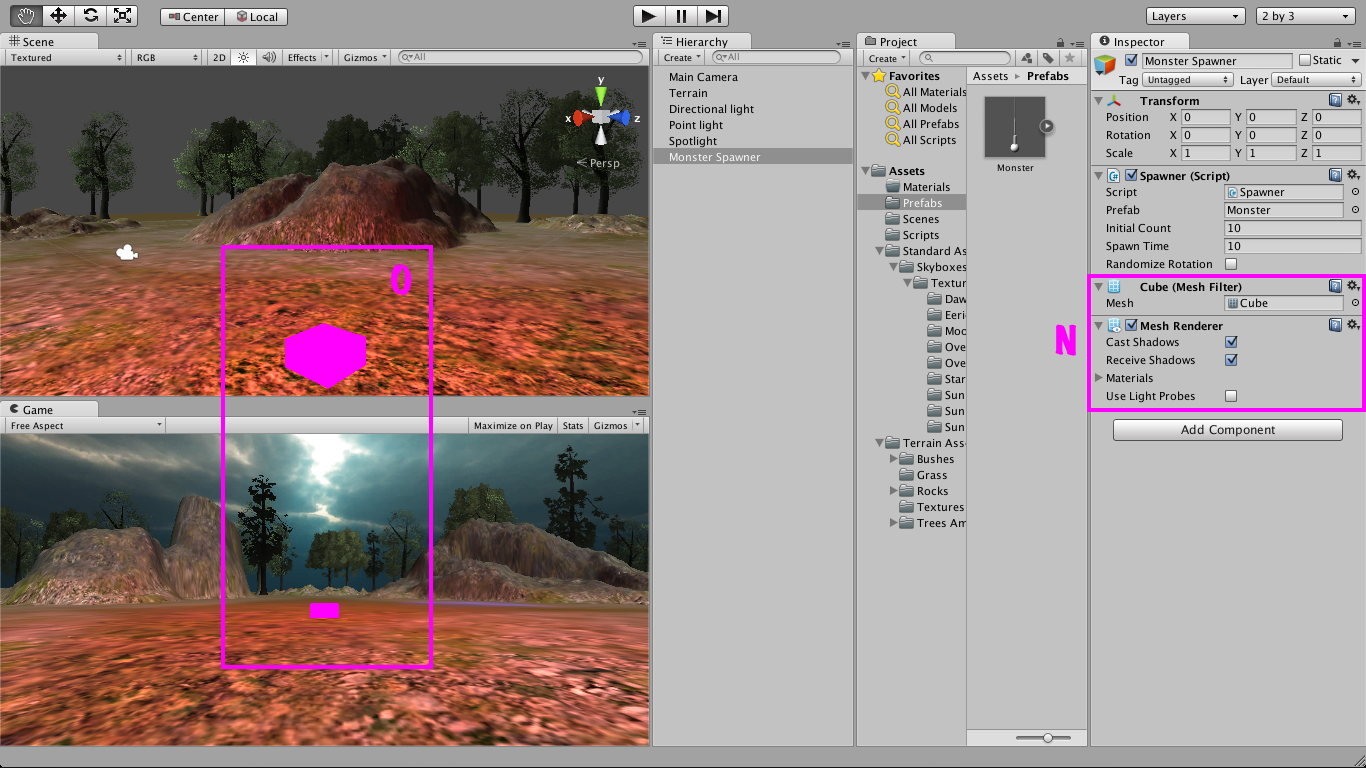 Center
Local
Layers
2 by 3
Scene
Textured
RGB
2D
Effects
Gizmos
All
y
x
z
Persp
O
Game
Free Aspect
Maximize on Play
Stats
Gizmos
Hierarchy
Create
All
Main Camera
Terrain
Directional light
Point light
Spotlight
Monster Spawner
Project
Create
Favorites
All Materials
All Models
All Prefabs
All Scripts
Assets
Materials
Prefabs
Scenes
Scripts
Standard As
Skyboxes
Textur
Daw
Eeri
Moo
Ove
Ove
Star
Sun
Sun
Sun
Terrain Ass
Bushes
Grass
Rocks
Textures
Trees Am
Assets
Prefabs
Monster
N
Inspector
Monster Spawner
Static
Tag Untagged Layer Default
Transform
Position X 0 Y 0 Z 0
Rotation X 0 Y 0 Z 0
Scale X 1 Y 1 Z 1
Spawner (Script)
Script Spawner
Prefab Monster
Initial Count 10
Spawn Time 10
Randomize Rotation
Cube (Mesh Filter)
Mesh Cube
Mesh Renderer
Cast Shadows
Receive Shadows
Materials
Use Light Probes
Add Component